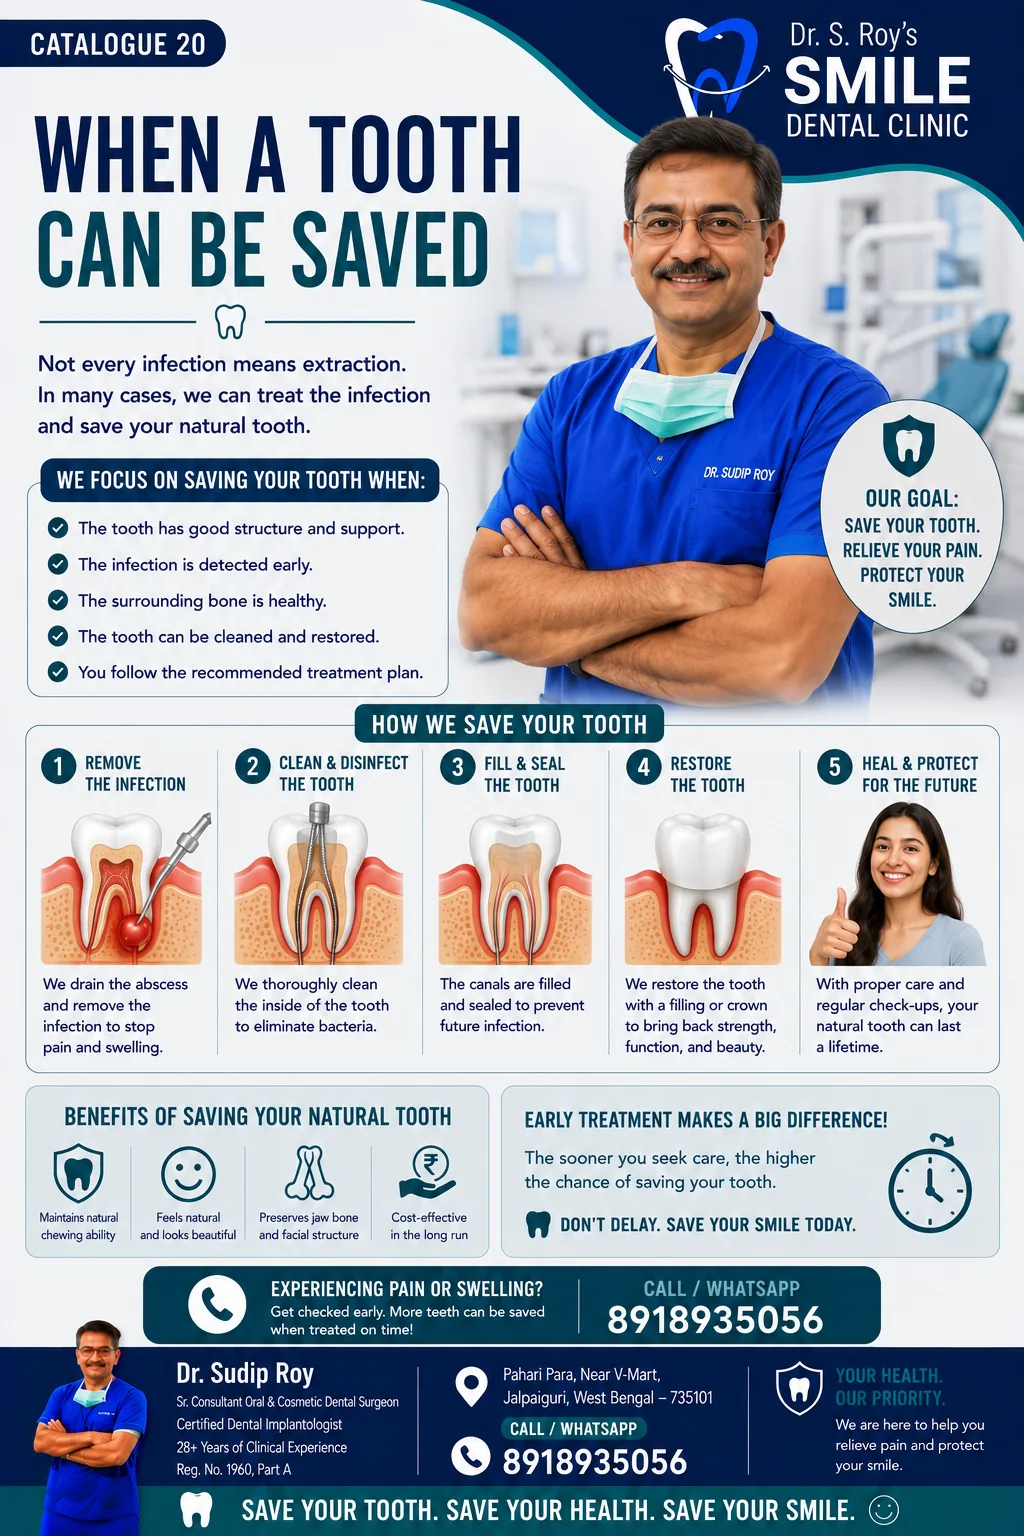 CATALOGUE 20
Dr. S. Roy's
SMILE
DENTAL CLINIC
WHEN A TOOTH
CAN BE SAVED
Not every infection means extraction.
In many cases, we can treat the infection
and save your natural tooth.
WE FOCUS ON SAVING YOUR TOOTH WHEN:
The tooth has good structure and support.
The infection is detected early.
The surrounding bone is healthy.
The tooth can be cleaned and restored.
You follow the recommended treatment plan.
DR. SUDIP ROY
OUR GOAL:
SAVE YOUR TOOTH.
RELIEVE YOUR PAIN.
PROTECT YOUR
SMILE.
HOW WE SAVE YOUR TOOTH
1 REMOVE
THE INFECTION
We drain the abscess
and remove the
infection to stop
pain and swelling.
2 CLEAN & DISINFECT
THE TOOTH
We thoroughly clean
the inside of the tooth
to eliminate bacteria.
3 FILL & SEAL
THE TOOTH
The canals are filled
and sealed to prevent
future infection.
4 RESTORE
THE TOOTH
We restore the tooth
with a filling or crown
to bring back strength,
function, and beauty.
5 HEAL & PROTECT
FOR THE FUTURE
With proper care and
regular check-ups, your
natural tooth can last
a lifetime.
BENEFITS OF SAVING YOUR NATURAL TOOTH
Maintains natural
chewing ability
Feels natural
and looks beautiful
Preserves jaw bone
and facial structure
₹
Cost-effective
in the long run
EARLY TREATMENT MAKES A BIG DIFFERENCE!
The sooner you seek care, the higher
the chance of saving your tooth.
DON'T DELAY. SAVE YOUR SMILE TODAY.
EXPERIENCING PAIN OR SWELLING?
Get checked early. More teeth can be saved
when treated on time!
CALL / WHATSAPP
8918935056
Dr. Sudip Roy
Sr. Consultant Oral & Cosmetic Dental Surgeon
Certified Dental Implantologist
28+ Years of Clinical Experience
Reg. No. 1960, Part A
Pahari Para, Near V-Mart,
Jalpaiguri, West Bengal – 735101
CALL / WHATSAPP
8918935056
YOUR HEALTH.
OUR PRIORITY.
We are here to help you
relieve pain and protect
your smile.
SAVE YOUR TOOTH. SAVE YOUR HEALTH. SAVE YOUR SMILE.